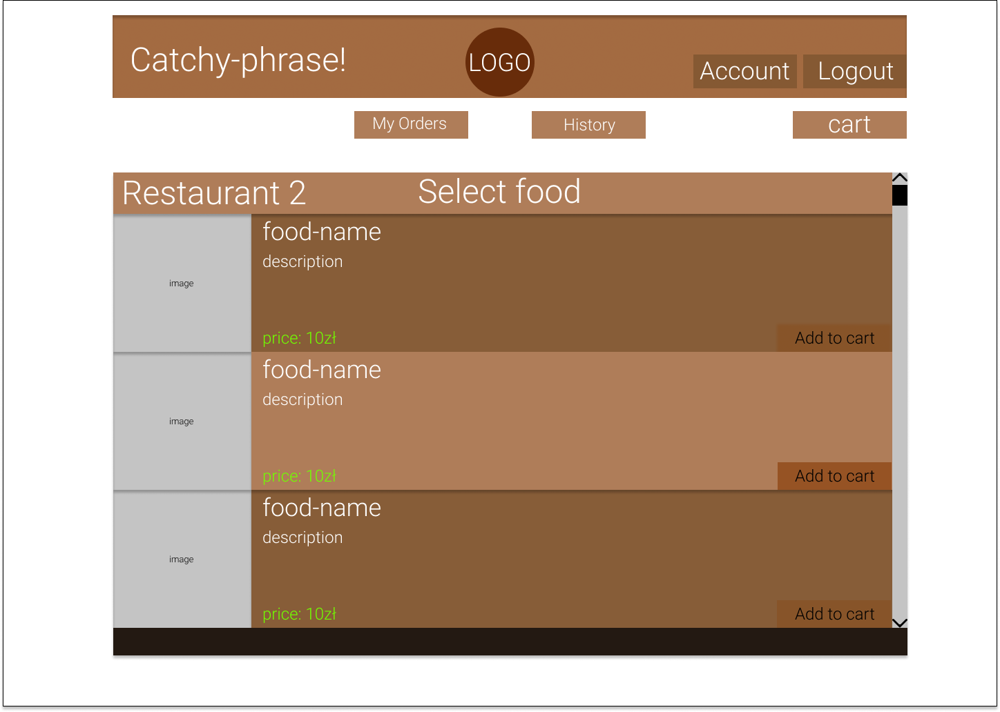 Catchy-phrase!
LOGO
Account
Logout
My Orders
History
cart
Restaurant 2
Select food
food-name
description
image
price: 10zł
Add to cart
food-name
description
image
price: 10zł
Add to cart
food-name
description
image
price: 10zł
Add to cart